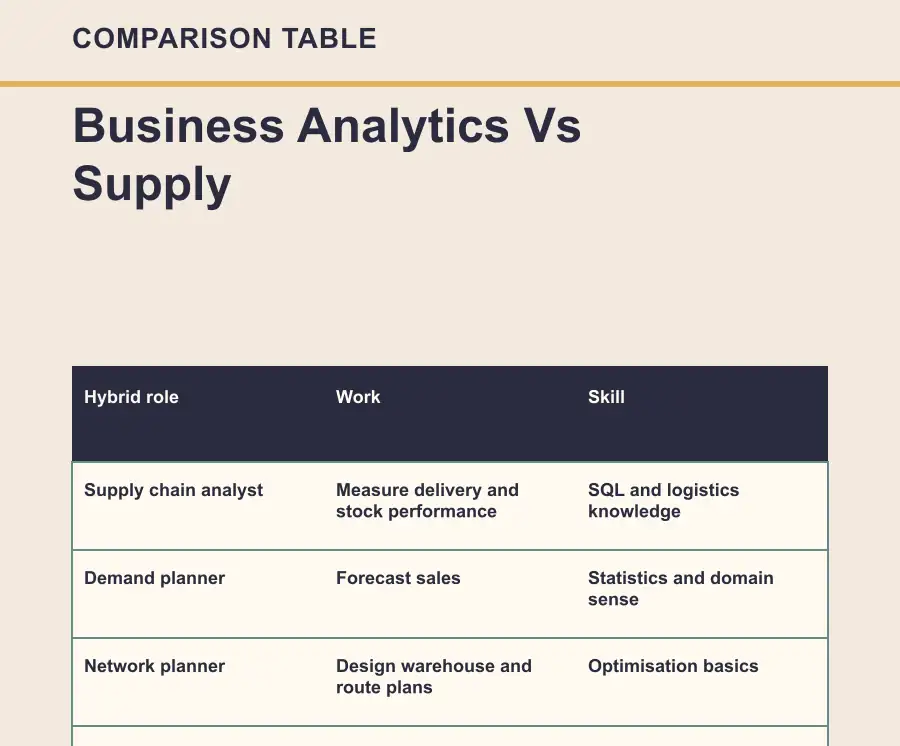 COMPARISON TABLE
Business Analytics Vs
Supply
Hybrid role Work Skill
Supply chain analyst Measure delivery and SQL and logistics
stock performance knowledge
Demand planner Forecast sales Statistics and domain
sense
Network planner Design warehouse and Optimisation basics
route plans